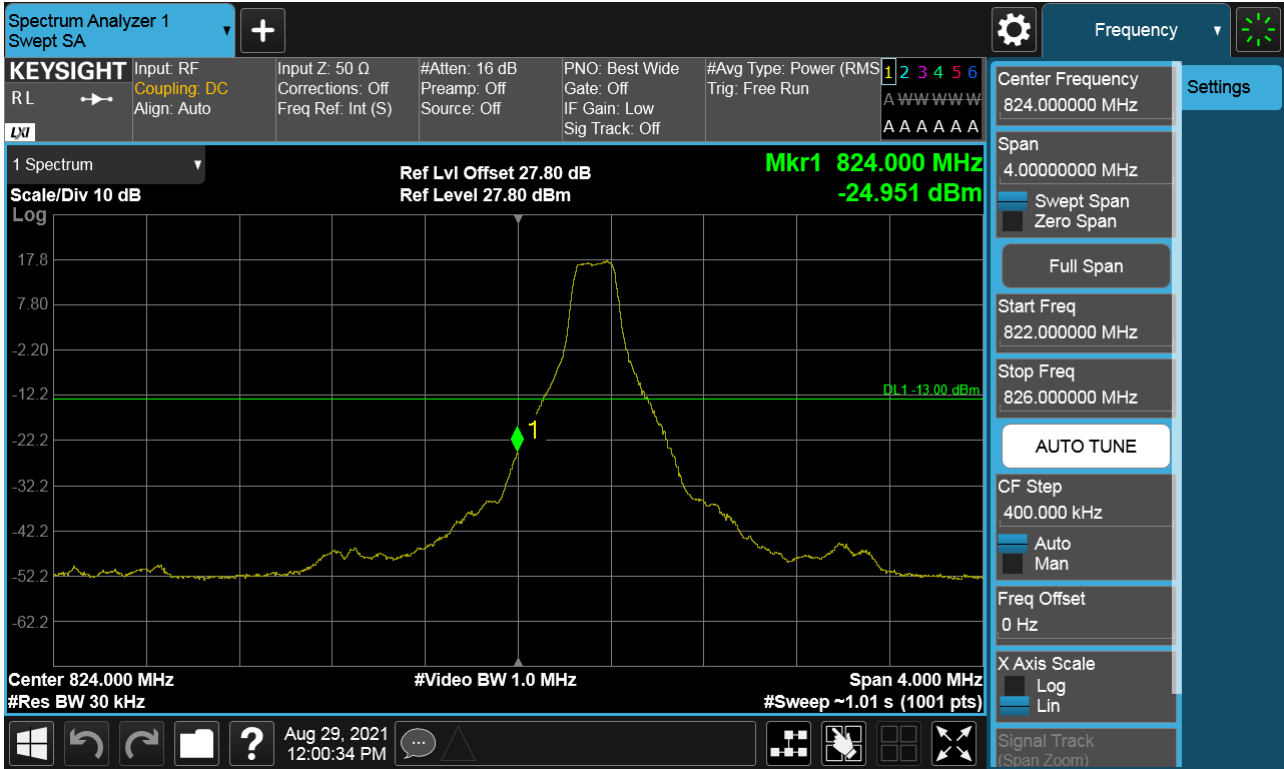 Spectrum Analyzer 1
Swept SA
+
Frequency
KEYSIGHT
R L
LXI
Input: RF
Coupling: DC
Align: Auto
Input Z: 50 Ω
Corrections: Off
Freq Ref: Int (S)
#Atten: 16 dB
Preamp: Off
Source: Off
PNO: Best Wide
Gate: Off
IF Gain: Low
Sig Track: Off
#Avg Type: Power (RMS
Trig: Free Run
1 2 3 4 5 6
A W W W W W
A A A A A A
1 Spectrum
Scale/Div 10 dB
Log
Ref Lvl Offset 27.80 dB
Ref Level 27.80 dBm
Mkr1 824.000 MHz
-24.951 dBm
17.8
7.80
-2.20
-12.2
-22.2
-32.2
-42.2
-52.2
-62.2
DL1 -13.00 dBm
1
Center 824.000 MHz
#Res BW 30 kHz
#Video BW 1.0 MHz
Span 4.000 MHz
#Sweep ~1.01 s (1001 pts)
Aug 29, 2021
12:00:34 PM
?
Center Frequency
824.000000 MHz
Span
4.00000000 MHz
Swept Span
Zero Span
Full Span
Start Freq
822.000000 MHz
Stop Freq
826.000000 MHz
AUTO TUNE
CF Step
400.000 kHz
Auto
Man
Freq Offset
0 Hz
X Axis Scale
Log
Lin
Signal Track
(Span Zoom)
Settings